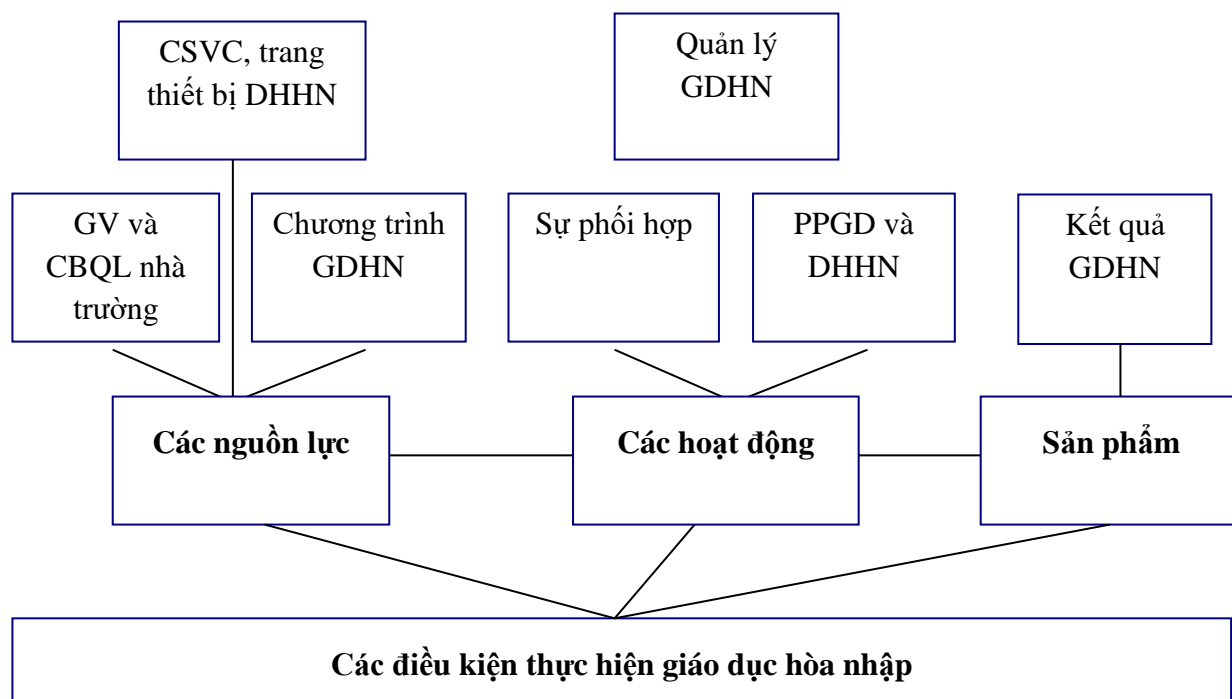 CSVC, trang
thiết bị DHHN
Quản lý
GDHN
GV và
CBQL nhà
trường
Chương trình
GDHN
Sự phối hợp
PPGD và
DHHN
Kết quả
GDHN
Các nguồn lực
Các hoạt động
Sản phẩm
Các điều kiện thực hiện giáo dục hòa nhập